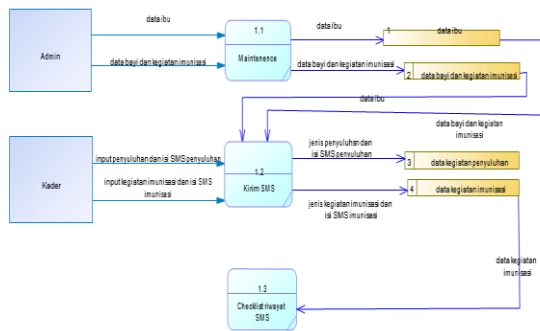 data ibu
1.1
data ibu
1
data ibu
Admin
Maintenence
data bayi dan kegiatan imunisasi
data bayi dan kegiatan imunisasi
2
data bayi dan kegiatan imunisasi
data ibu
data bayi dan kegiatan
imunisasi
jenis penyuluhan dan
isi SMS penyuluhan
input penyuluhan dan isi SMS penyuluhan
3
data kegiatan penyuluhan
1.2
Kader
Kirim SMS
input kegiatan imunisasi dan isi SMS
imunisasi
4
data kegiatan imunisasi
jenis kegiatan imunisasi dan
isi SMS imunisasi
data kegiatan
imunisasi
1.3
Checklist riwayat
SMS